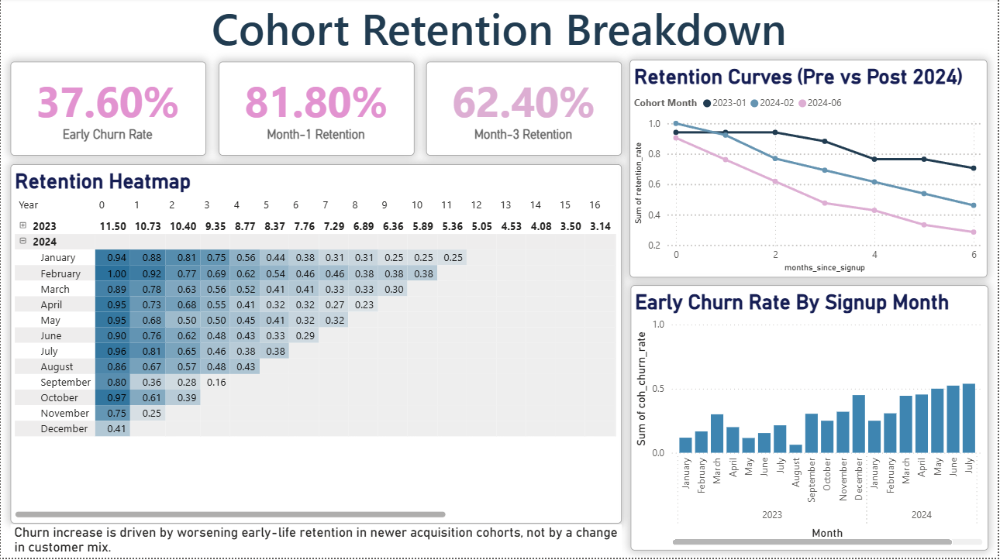 Cohort Retention Breakdown
37.60%
Early Churn Rate
81.80%
Month-1 Retention
62.40%
Month-3 Retention
Retention Heatmap
Year 0 1 2 3 4 5 6 7 8 9 10 11 12 13 14 15 16
2023 11.50 10.73 10.40 9.35 8.77 8.37 7.76 7.29 6.89 6.36 5.89 5.36 5.05 4.53 4.08 3.50 3.14
2024
January 0.94 0.88 0.81 0.75 0.56 0.44 0.38 0.31 0.31 0.25 0.25 0.25
February 1.00 0.92 0.77 0.69 0.62 0.54 0.46 0.46 0.38 0.38 0.38
March 0.89 0.78 0.63 0.56 0.52 0.41 0.41 0.33 0.33 0.30
April 0.95 0.73 0.68 0.55 0.41 0.32 0.32 0.27 0.23
May 0.95 0.68 0.50 0.50 0.45 0.41 0.32 0.32
June 0.90 0.76 0.62 0.48 0.43 0.33 0.29
July 0.96 0.81 0.65 0.46 0.38 0.38
August 0.86 0.67 0.57 0.48 0.43
September 0.80 0.36 0.28 0.16
October 0.97 0.61 0.39
November 0.75 0.25
December 0.41
Churn increase is driven by worsening early-life retention in newer acquisition cohorts, not by a change
in customer mix.
Retention Curves (Pre vs Post 2024)
Cohort Month 2023-01 2024-02 2024-06
Sum of retention_rate
1.0
0.8
0.6
0.4
0.2
0 2 4 6
months_since_signup
Early Churn Rate By Signup Month
Sum of coh_churn_rate
1.0
0.5
0.0
January February March April May June July August September October November December January February March April May June July
2023 2024
Month